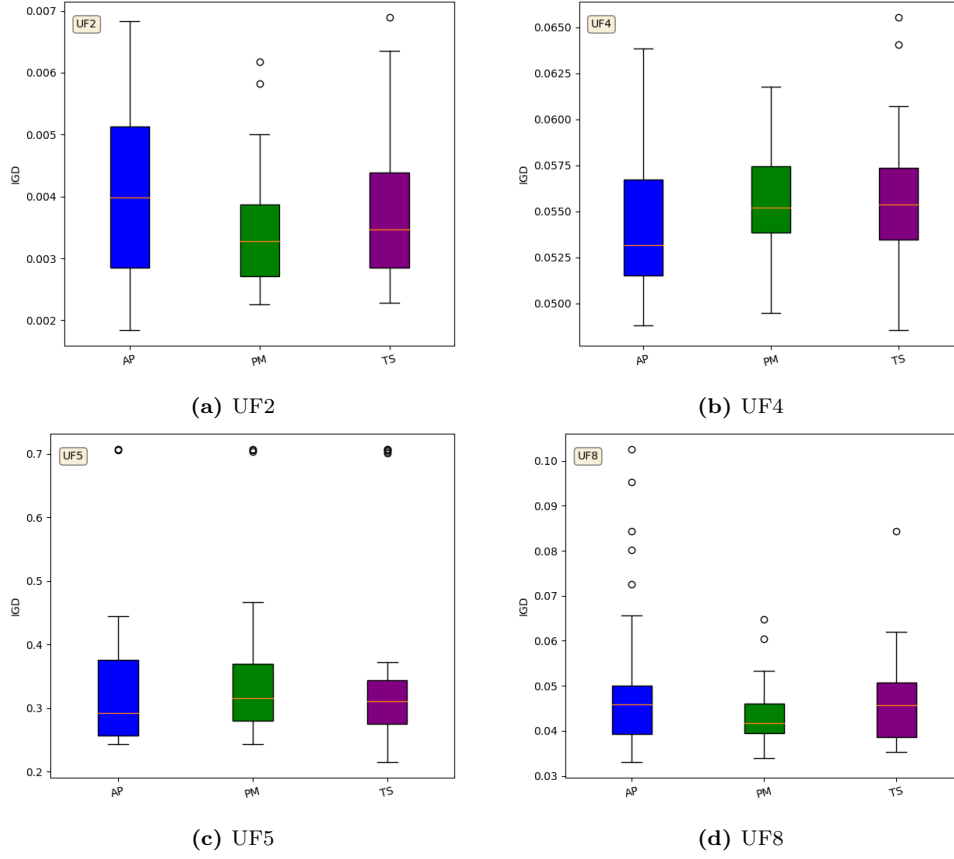 UF2
0.007
0.006
0.005
0.004
0.003
0.002
IGD
AP
PM
TS
(a) UF2
UF4
0.0650
0.0625
0.0600
0.0575
0.0550
0.0525
0.0500
IGD
AP
PM
TS
(b) UF4
UF5
0.7
0.6
0.5
0.4
0.3
0.2
IGD
AP
PM
TS
(c) UF5
UF8
0.10
0.09
0.08
0.07
0.06
0.05
0.04
0.03
IGD
AP
PM
TS
(d) UF8